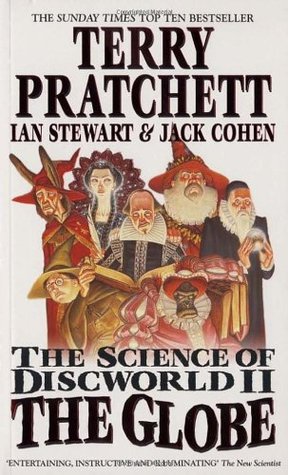 THE SUNDAY TIMES TOP TEN BESTSELLER
TERRY
PRATCHETT
IAN STEWART & JACK COHEN
THE SCIENCE OF
DISCWORLD II
THE GLOBE
'ENTERTAINING, INSTRUCTIVE AND ILLUMINATING' The New Scientist